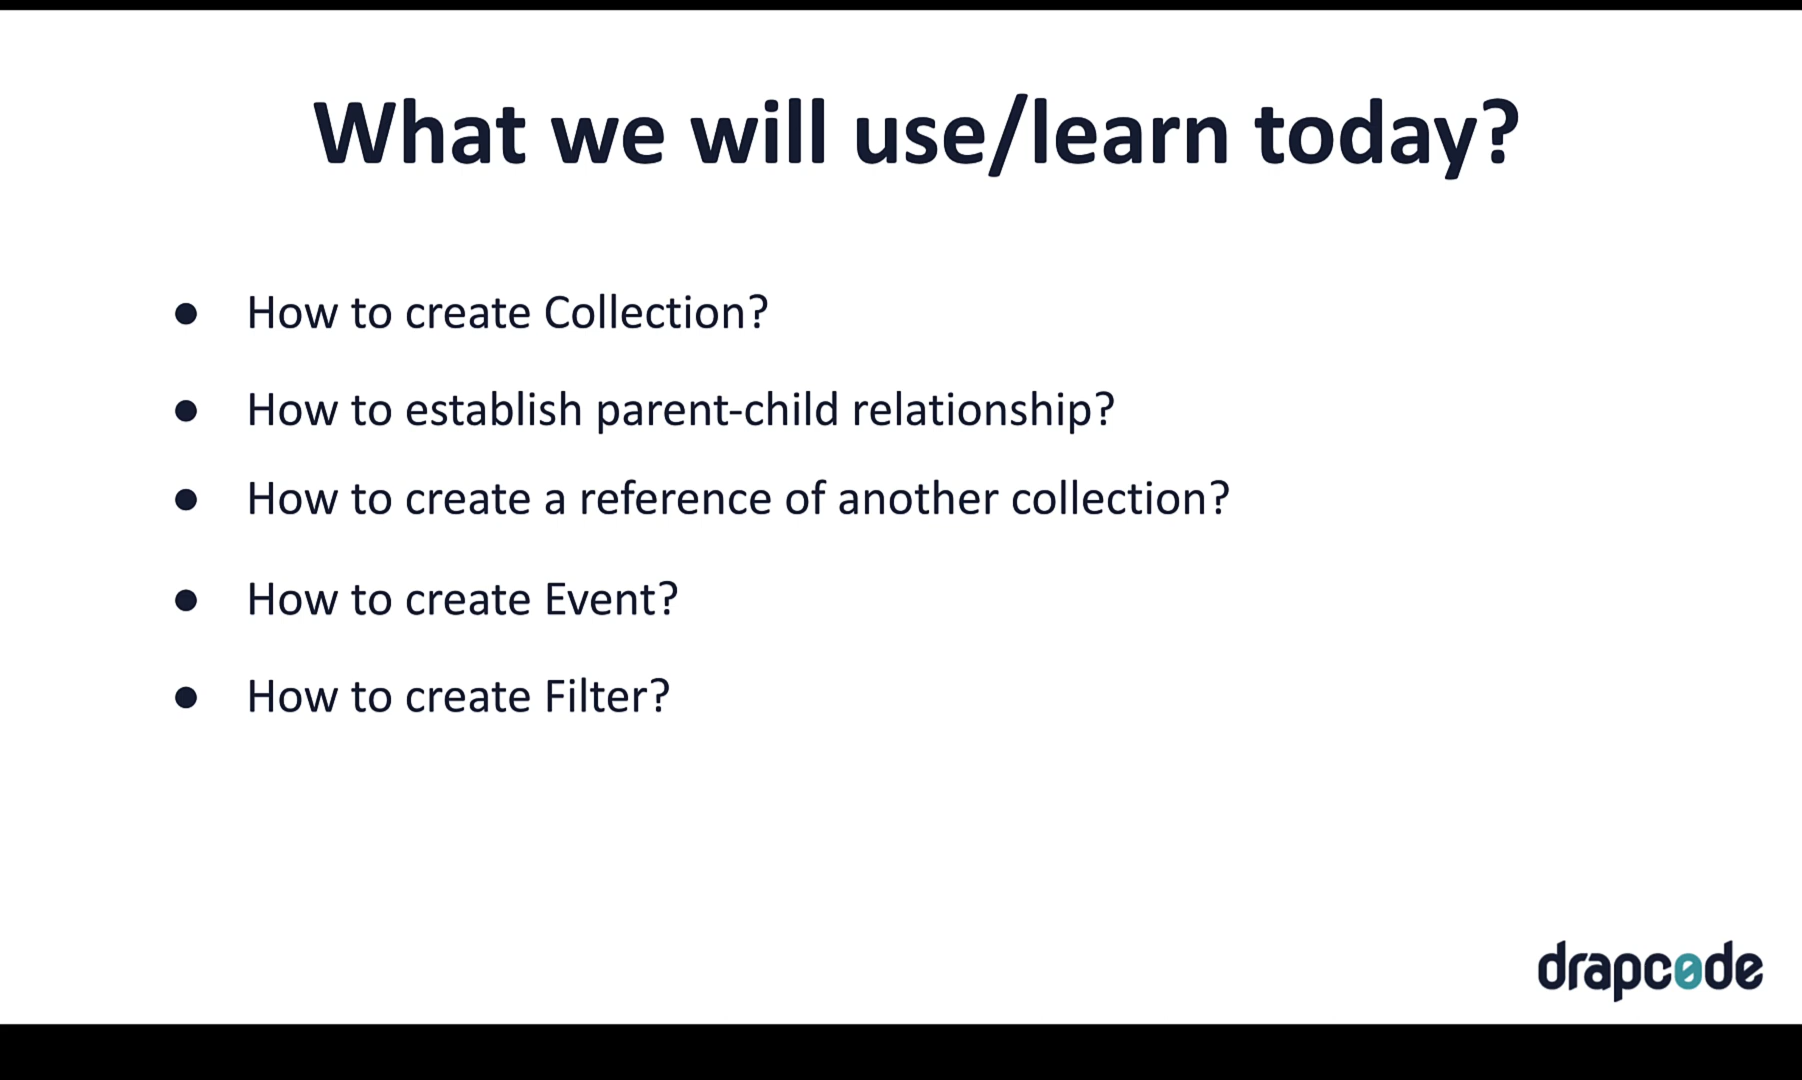 What we will use/learn today?
● How to create Collection?
● How to establish parent-child relationship?
● How to create a reference of another collection?
● How to create Event?
● How to create Filter?
drapcode